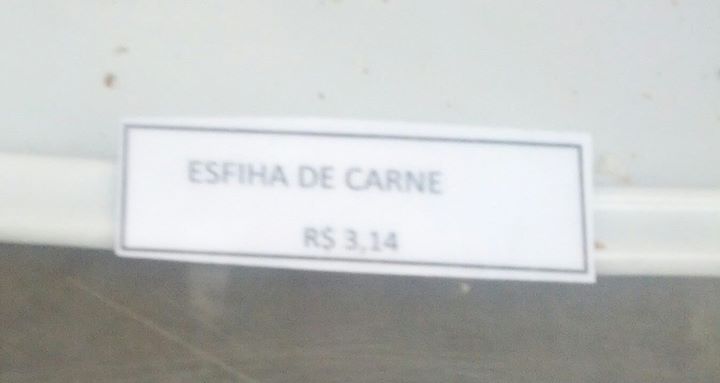 ESFIHA DE CARNE
R$ 3,14